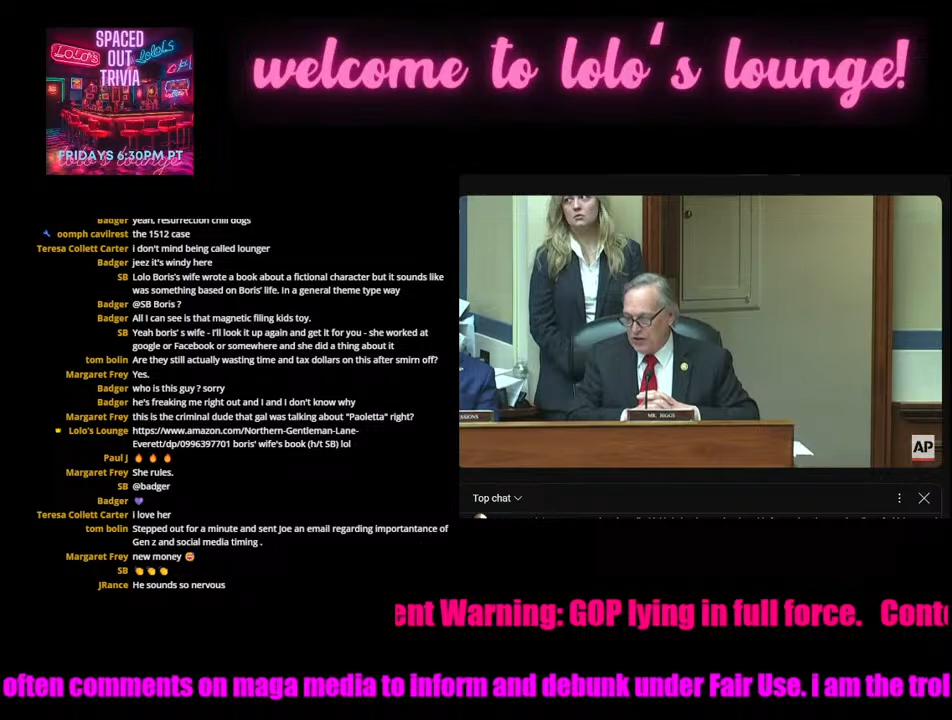 SPACED
OUT
TRIVIA
LOLO'S
FRIDAYS 6:30PM PT
lolo's lounge
welcome to lolo's lounge!
Badger yeah, resurrection chili dogs
oomph cavilrest the 1512 case
Teresa Collett Carter i don't mind being called lounger
Badger jeez it's windy here
SB Lolo Boris's wife wrote a book about a fictional character but it sounds like
was something based on Boris' life. In a general theme type way
Badger @SB Boris ?
Badger All I can see is that magnetic filing kids toy.
SB Yeah boris' s wife - I'll look it up again and get it for you - she worked at
google or Facebook or somewhere and she did a thing about it
tom bolin Are they still actually wasting time and tax dollars on this after smirn off?
Margaret Frey Yes.
Badger who is this guy ? sorry
Badger he's freaking me right out and I and I don't know why
Margaret Frey this is the criminal dude that gal was talking about "Paoletta" right?
Lolo's Lounge https://www.amazon.com/Northern-Gentleman-Lane-
Everett/dp/0996397701 boris' wife's book (h/t SB) lol
Paul J 🔥 🔥 🔥
Margaret Frey She rules.
SB @badger
Badger 💜
Teresa Collett Carter i love her
tom bolin Stepped out for a minute and sent Joe an email regarding importantance of
Gen z and social media timing .
Margaret Frey new money 🤑
SB 👏 👏 👏
JRance He sounds so nervous
MR. BIGGS
AP
Top chat
ent Warning: GOP lying in full force. Conte
often comments on maga media to inform and debunk under Fair Use. I am the trol